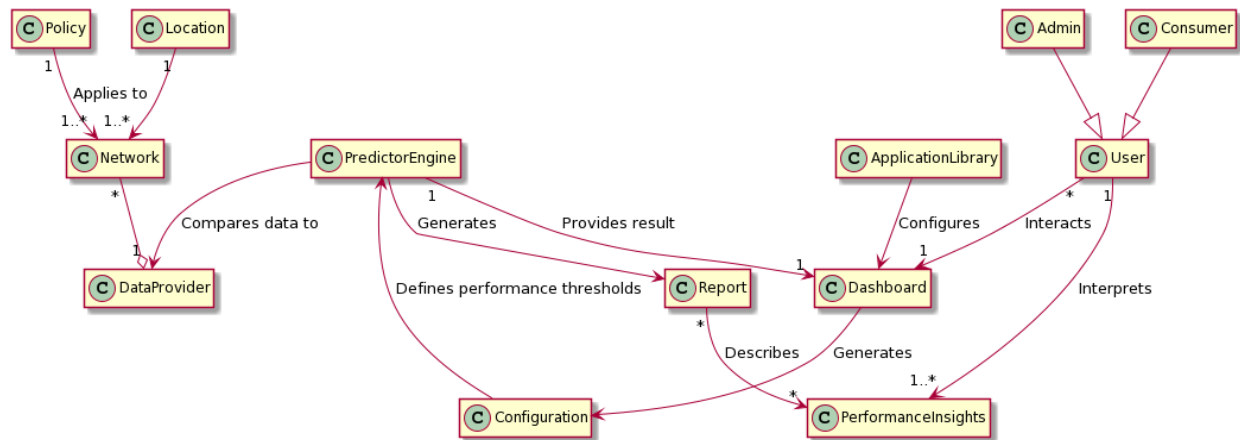 C Policy
C Location
C Admin
C Consumer
1
1
Applies to
1..*
1..*
C Network
C PredictorEngine
C ApplicationLibrary
C User
*
1
*
1
Compares data to
Generates
Provides result
Configures
Interacts
1
1
1
C DataProvider
Defines performance thresholds
C Report
C Dashboard
Interprets
*
Describes
Generates
1..*
*
C Configuration
C PerformanceInsights